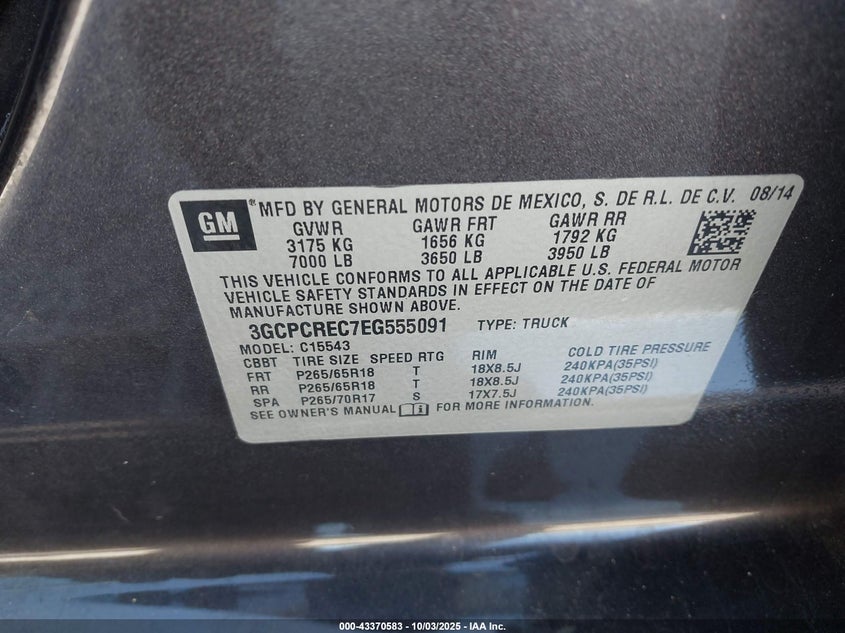 GM ® MFD BY GENERAL MOTORS DE MEXICO, S. DE R.L. DE C.V. 08/14
GVWR GAWR FRT GAWR RR
3175 KG 1656 KG 1792 KG
7000 LB 3650 LB 3950 LB
THIS VEHICLE CONFORMS TO ALL APPLICABLE U.S. FEDERAL MOTOR
VEHICLE SAFETY STANDARDS IN EFFECT ON THE DATE OF
MANUFACTURE SHOWN ABOVE.
3GCPCREC7EG555091 TYPE: TRUCK
MODEL: C15543
CBBT TIRE SIZE SPEED RTG RIM COLD TIRE PRESSURE
FRT P265/65R18 T 18X8.5J 240KPA(35PSI)
RR P265/65R18 T 18X8.5J 240KPA(35PSI)
SPA P265/70R17 S 17X7.5J 240KPA(35PSI)
SEE OWNER'S MANUAL FOR MORE INFORMATION.
000-43370583 - 10/03/2025 - IAA Inc.